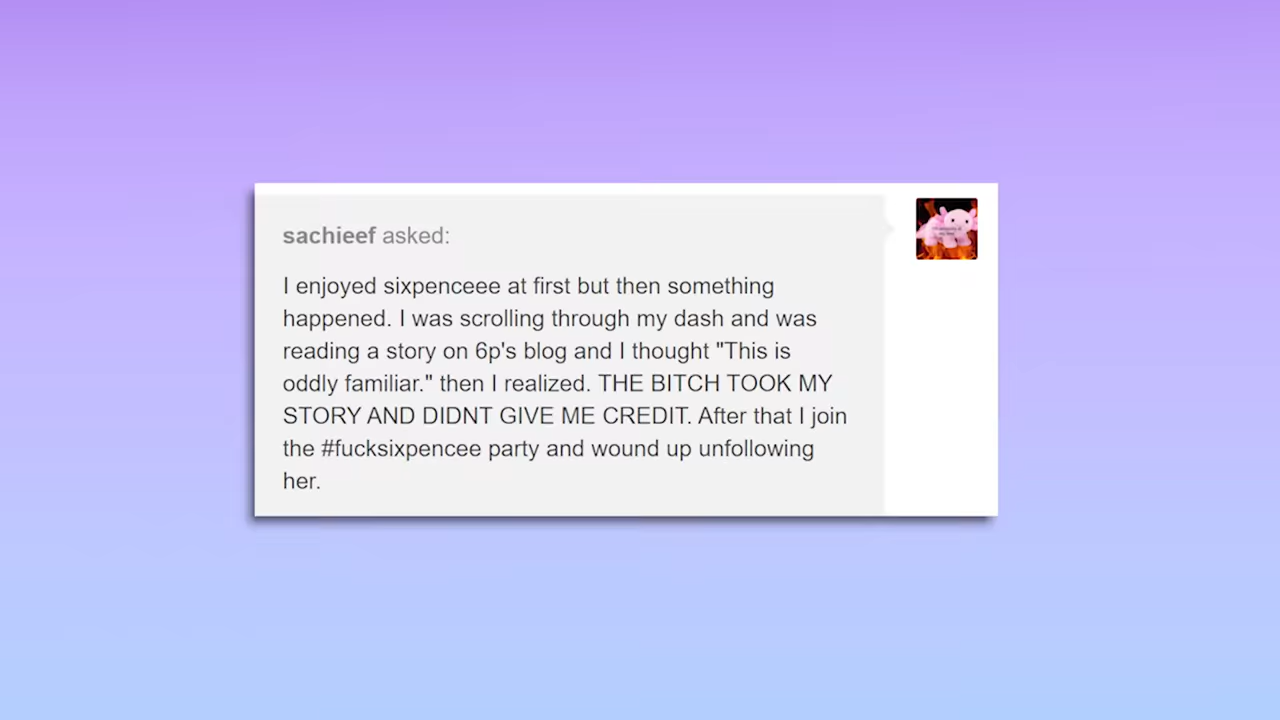 sachieef asked:
I enjoyed sixpenceee at first but then something
happened. I was scrolling through my dash and was
reading a story on 6p's blog and I thought "This is
oddly familiar." then I realized. THE BITCH TOOK MY
STORY AND DIDNT GIVE ME CREDIT. After that I join
the #fucksixpencee party and wound up unfollowing
her.